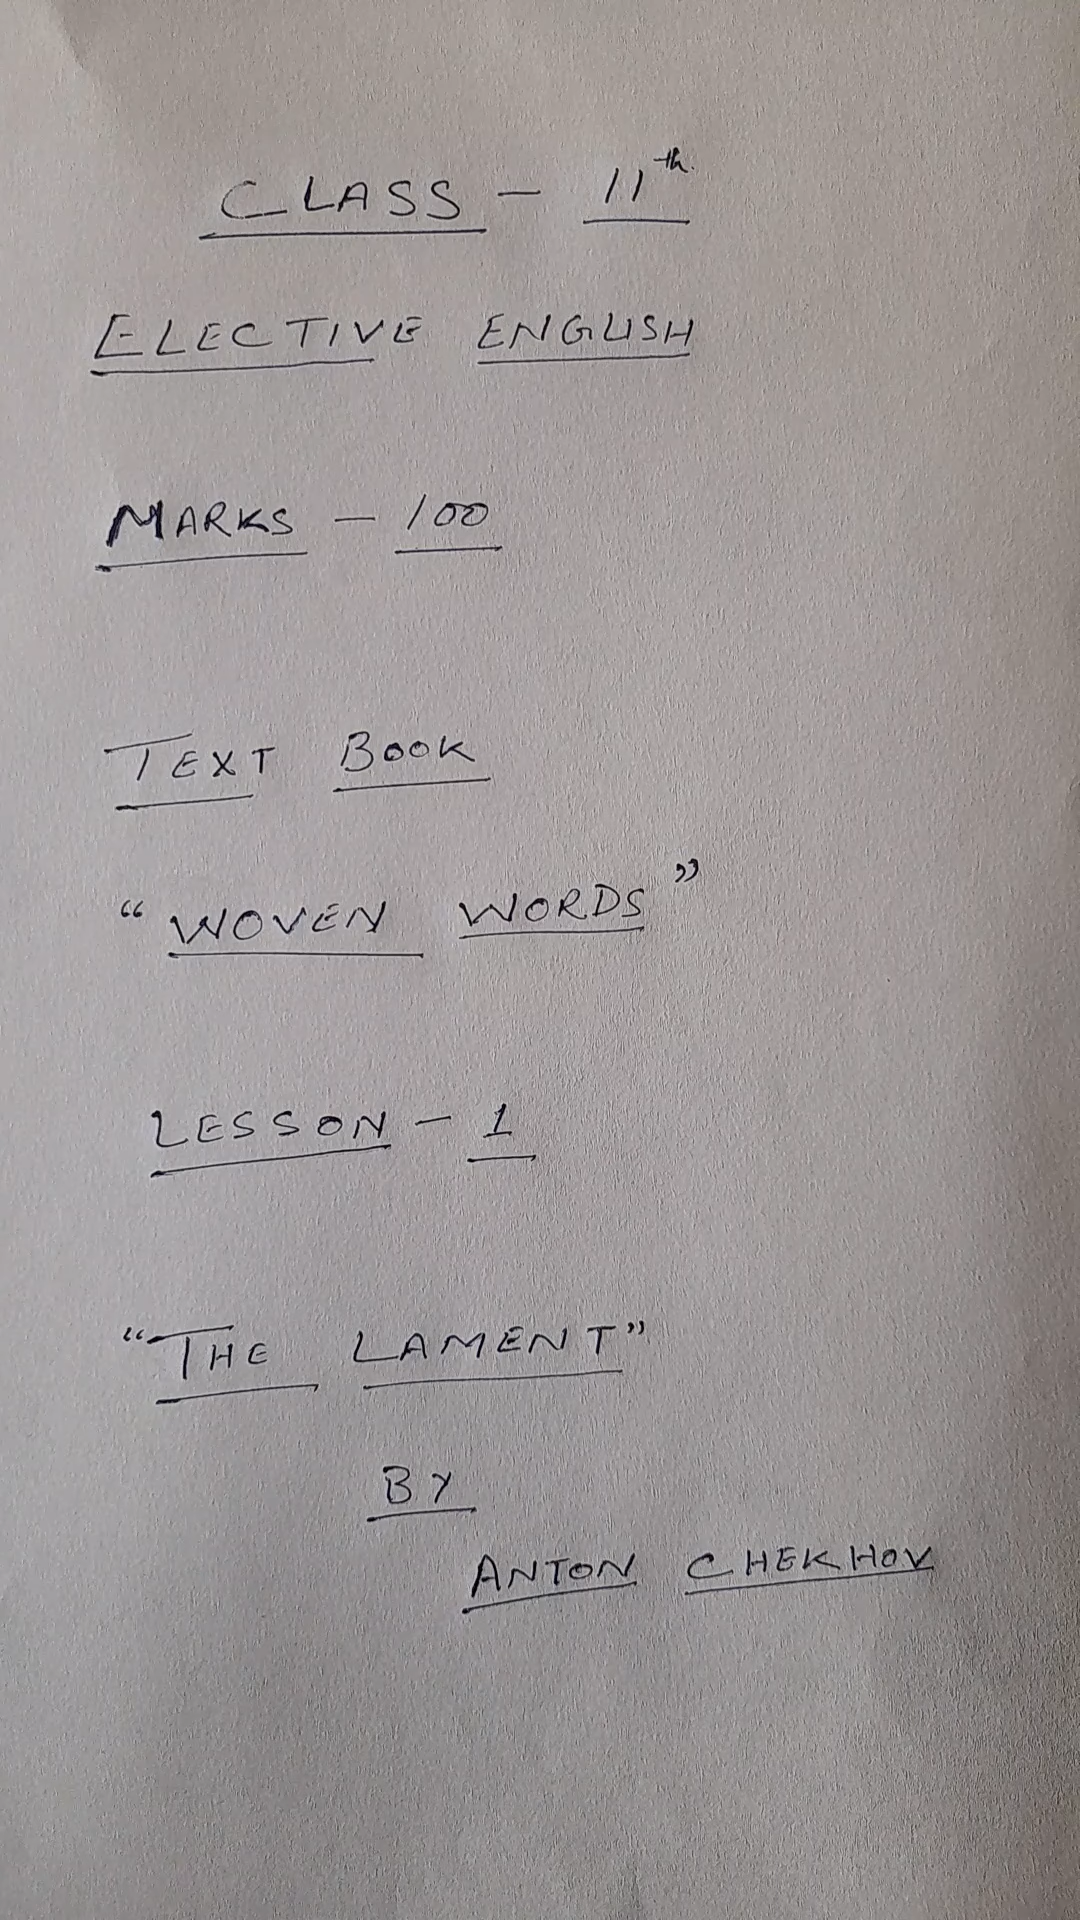 CLASS - 11th.
ELECTIVE ENGLISH
MARKS - 100
TEXT BOOK
"WOVEN WORDS"
LESSON - 1
"THE LAMENT"
BY
ANTON CHEKHOV